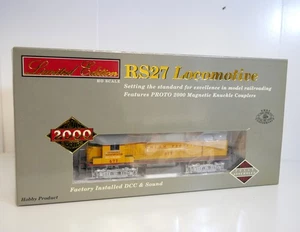 Limited Edition
HO SCALE
RS27 Locomotive
Setting the standard for excellence in model railroading
Features PROTO 2000 Magnetic Knuckle Couplers
2000
Factory Installed DCC & Sound
Hobby Product